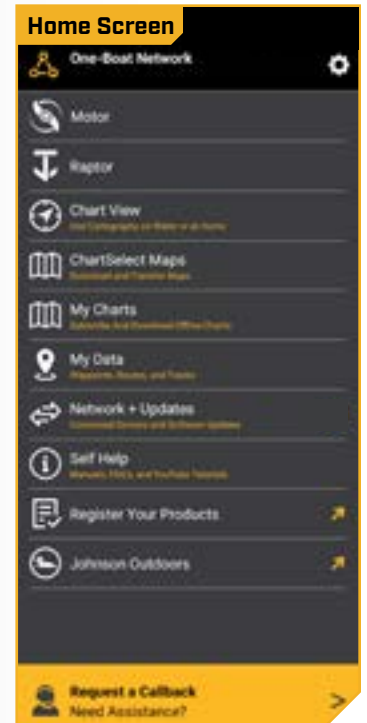 Home Screen
One-Boat Network
Motor
Raptor
Chart View
Use Cartography on Water or at Home
ChartSelect Maps
Download and Transfer Maps
My Charts
Subscribe And Download Offline Charts
My Data
Waypoints, Routes, and Tracks
Network + Updates
Connected Devices and Software Updates
Self Help
Manuals, FAQ's, and YouTube Tutorials
Register Your Products
Johnson Outdoors
Request a Callback
Need Assistance?